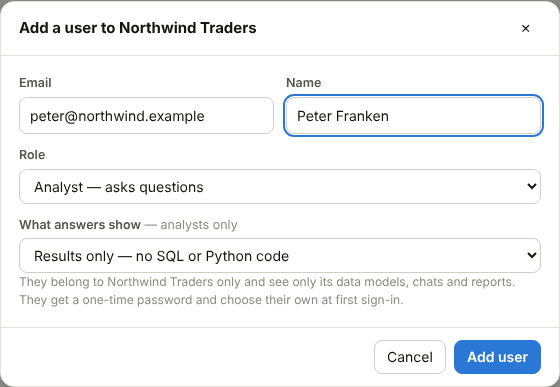 Add a user to Northwind Traders ×
Email Name
peter@northwind.example Peter Franken
Role
Analyst — asks questions
What answers show — analysts only
Results only — no SQL or Python code
They belong to Northwind Traders only and see only its data models, chats and reports.
They get a one-time password and choose their own at first sign-in.
Cancel Add user